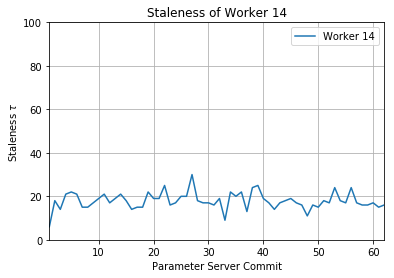 Staleness of Worker 14
Worker 14
100
80
60
40
20
0
Staleness τ
10 20 30 40 50 60
Parameter Server Commit